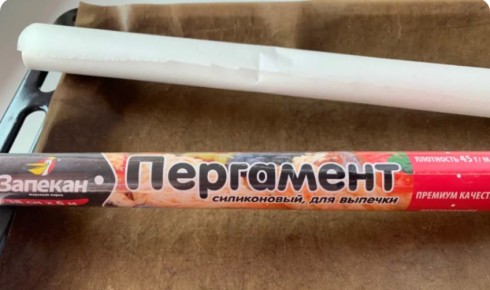 Запекан
Пергамент
силиконовый, для выпечки
ПЛОТНОСТЬ 45 Г/М
ПРЕМИУМ КАЧЕСТ